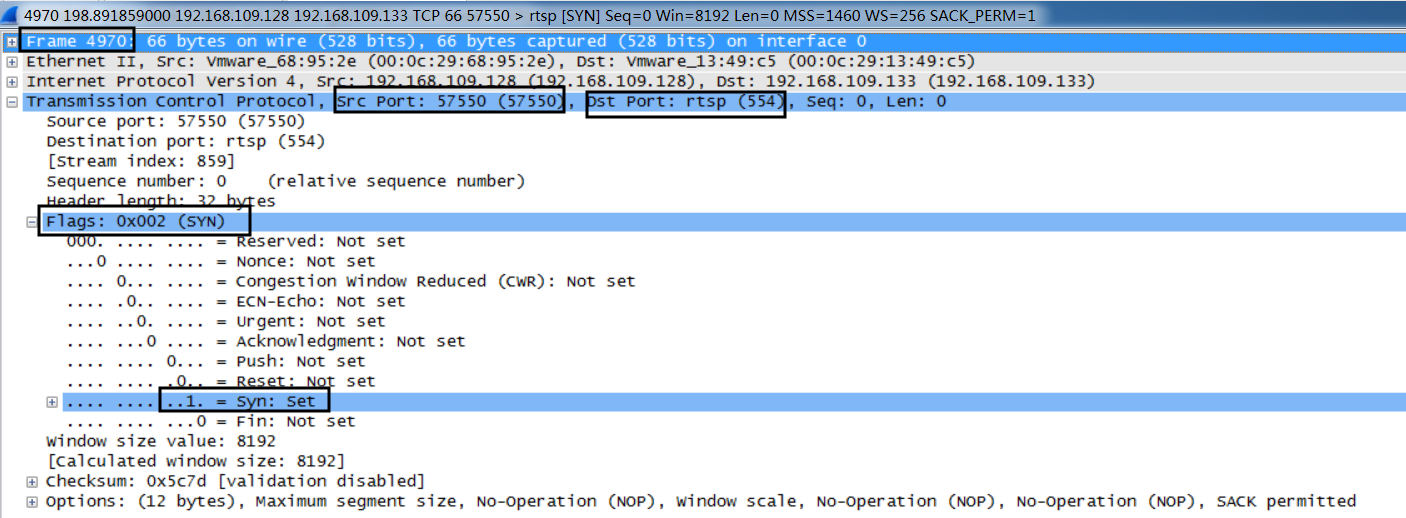 4970 198.891859000 192.168.109.128 192.168.109.133 TCP 66 57550 > rtsp [SYN] Seq=0 Win=8192 Len=0 MSS=1460 WS=256 SACK_PERM=1
Frame 4970: 66 bytes on wire (528 bits), 66 bytes captured (528 bits) on interface 0
Ethernet II, Src: Vmware_68:95:2e (00:0c:29:68:95:2e), Dst: Vmware_13:49:c5 (00:0c:29:13:49:c5)
Internet Protocol Version 4, Src: 192.168.109.128 (192.168.109.128), Dst: 192.168.109.133 (192.168.109.133)
Transmission Control Protocol, Src Port: 57550 (57550), Dst Port: rtsp (554), Seq: 0, Len: 0
Source port: 57550 (57550)
Destination port: rtsp (554)
[Stream index: 859]
Sequence number: 0    (relative sequence number)
Header length: 32 bytes
Flags: 0x002 (SYN)
000. .... .... = Reserved: Not set
...0 .... .... = Nonce: Not set
.... 0... .... = Congestion Window Reduced (CWR): Not set
.... .0.. .... = ECN-Echo: Not set
.... ..0. .... = Urgent: Not set
.... ...0 .... = Acknowledgment: Not set
.... .... 0... = Push: Not set
.... .... .0.. = Reset: Not set
.... .... ..1. = Syn: Set
.... .... ...0 = Fin: Not set
Window size value: 8192
[Calculated window size: 8192]
Checksum: 0x5c7d [validation disabled]
Options: (12 bytes), Maximum segment size, No-Operation (NOP), Window scale, No-Operation (NOP), No-Operation (NOP), SACK permitted